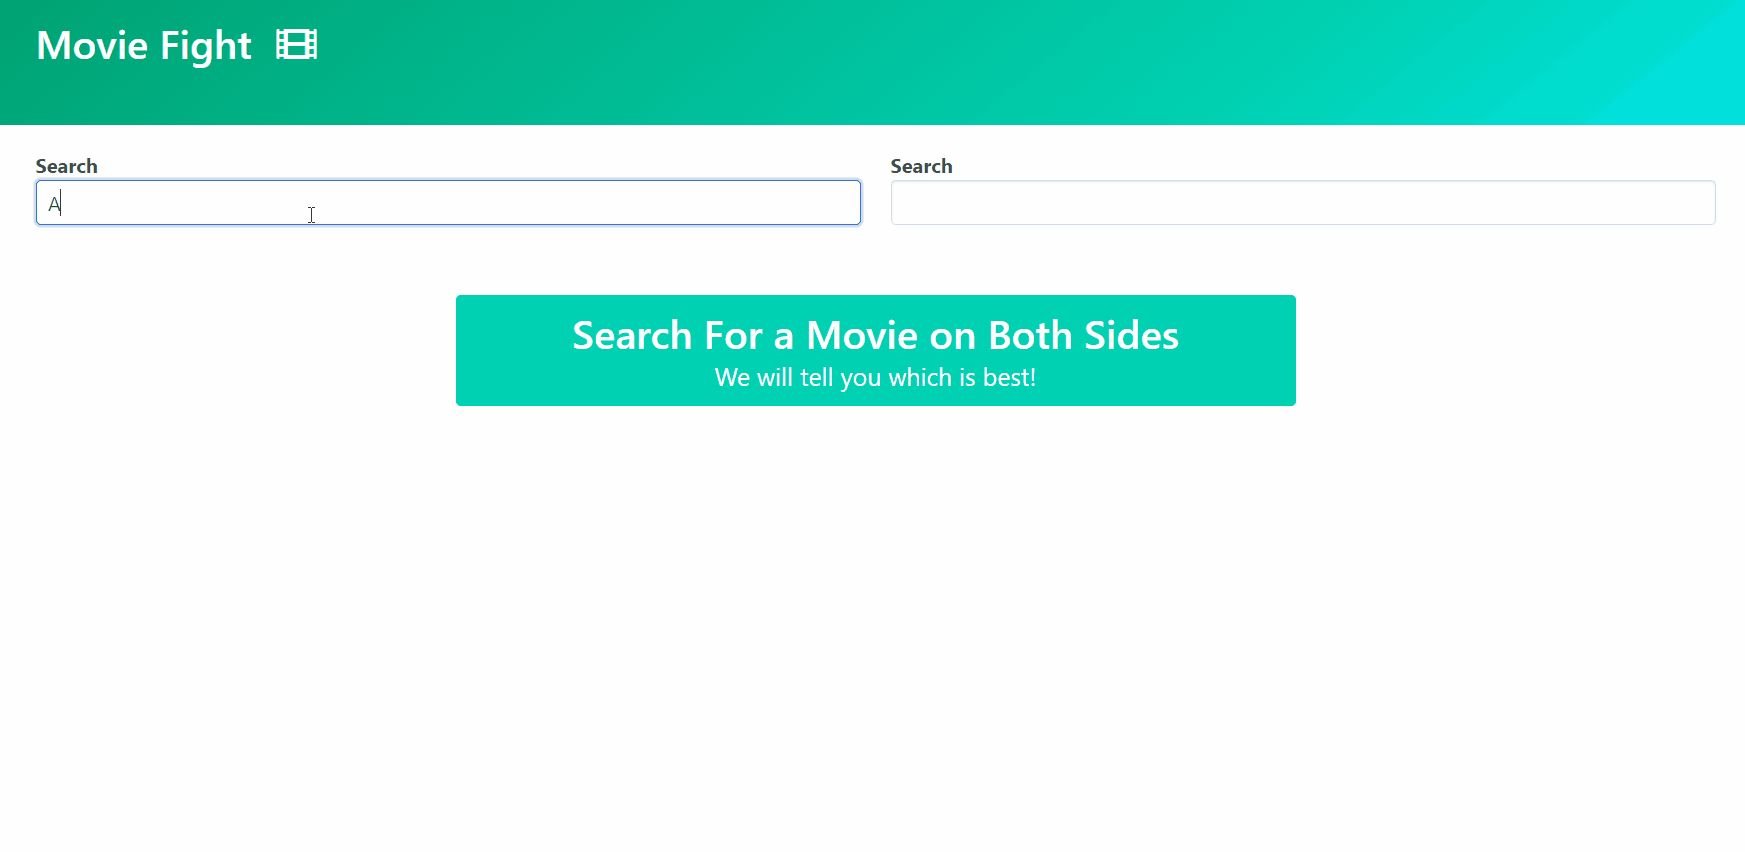 Movie Fight
Search
Search
A
Search For a Movie on Both Sides
We will tell you which is best!